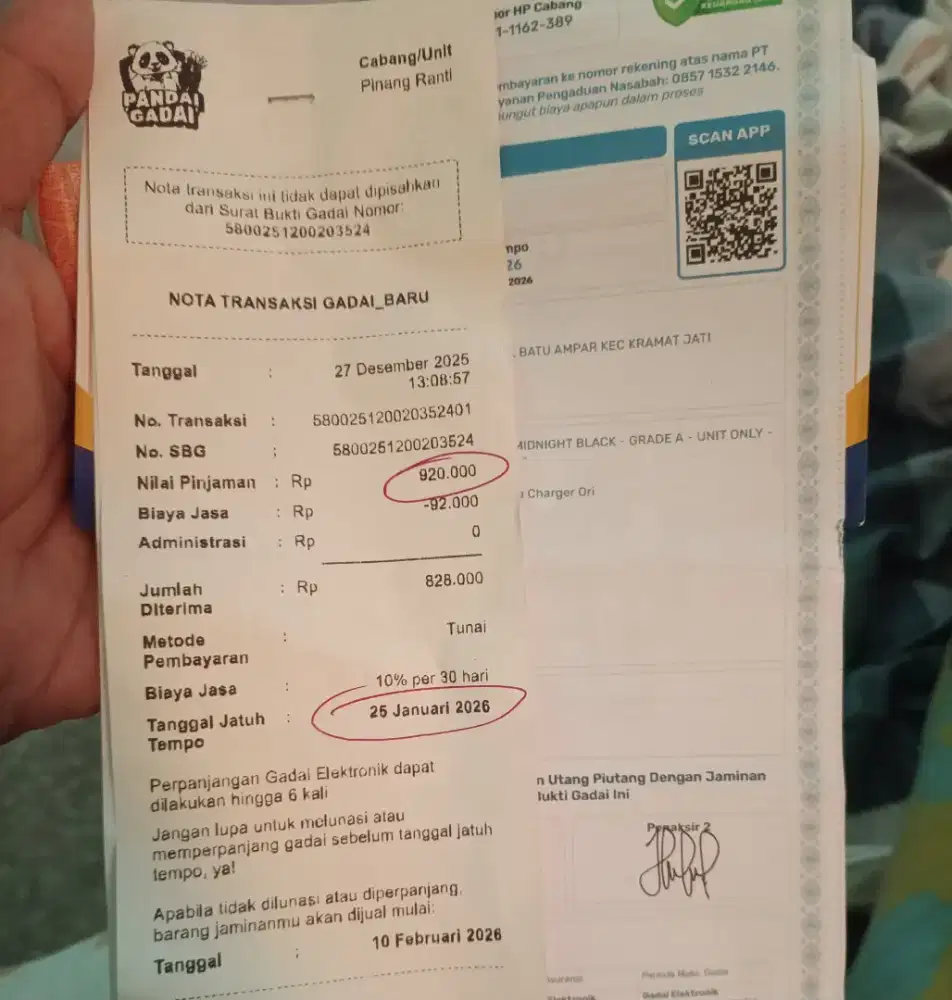 PANDAI
GADAI
Cabang/Unit
Pinang Ranti
Nota transaksi ini tidak dapat dipisahkan
dari Surat Bukti Gadai Nomor:
5800251200203524
NOTA TRANSAKSI GADAI_BARU
Tanggal : 27 Desember 2025
13:08:57
No. Transaksi : 580025120020352401
No. SBG : 5800251200203524
Nilai Pinjaman : Rp 920.000
Biaya Jasa : Rp -92.000
Administrasi : Rp 0
Jumlah Diterima : Rp 828.000
Metode Pembayaran : Tunai
Biaya Jasa : 10% per 30 hari
Tanggal Jatuh Tempo : 25 Januari 2026
Perpanjangan Gadai Elektronik dapat
dilakukan hingga 6 kali
Jangan lupa untuk melunasi atau
memperpanjang gadai sebelum tanggal jatuh
tempo, ya!
Apabila tidak dilunasi atau diperpanjang,
barang jaminanmu akan dijual mulai:
Tanggal : 10 Februari 2026
or HP Cabang
1-1162-389
mbayaran ke nomor rekening atas nama PT
yanan Pengaduan Nasabah: 0857 1532 2146.
ungut biaya apapun dalam proses
SCAN APP
mpo
26
2026
. BATU AMPAR KEC KRAMAT JATI
MIDNIGHT BLACK - GRADE A - UNIT ONLY -
Charger Ori
n Utang Piutang Dengan Jaminan
Bukti Gadai Ini
Penaksir 2
Gadai Elektronik